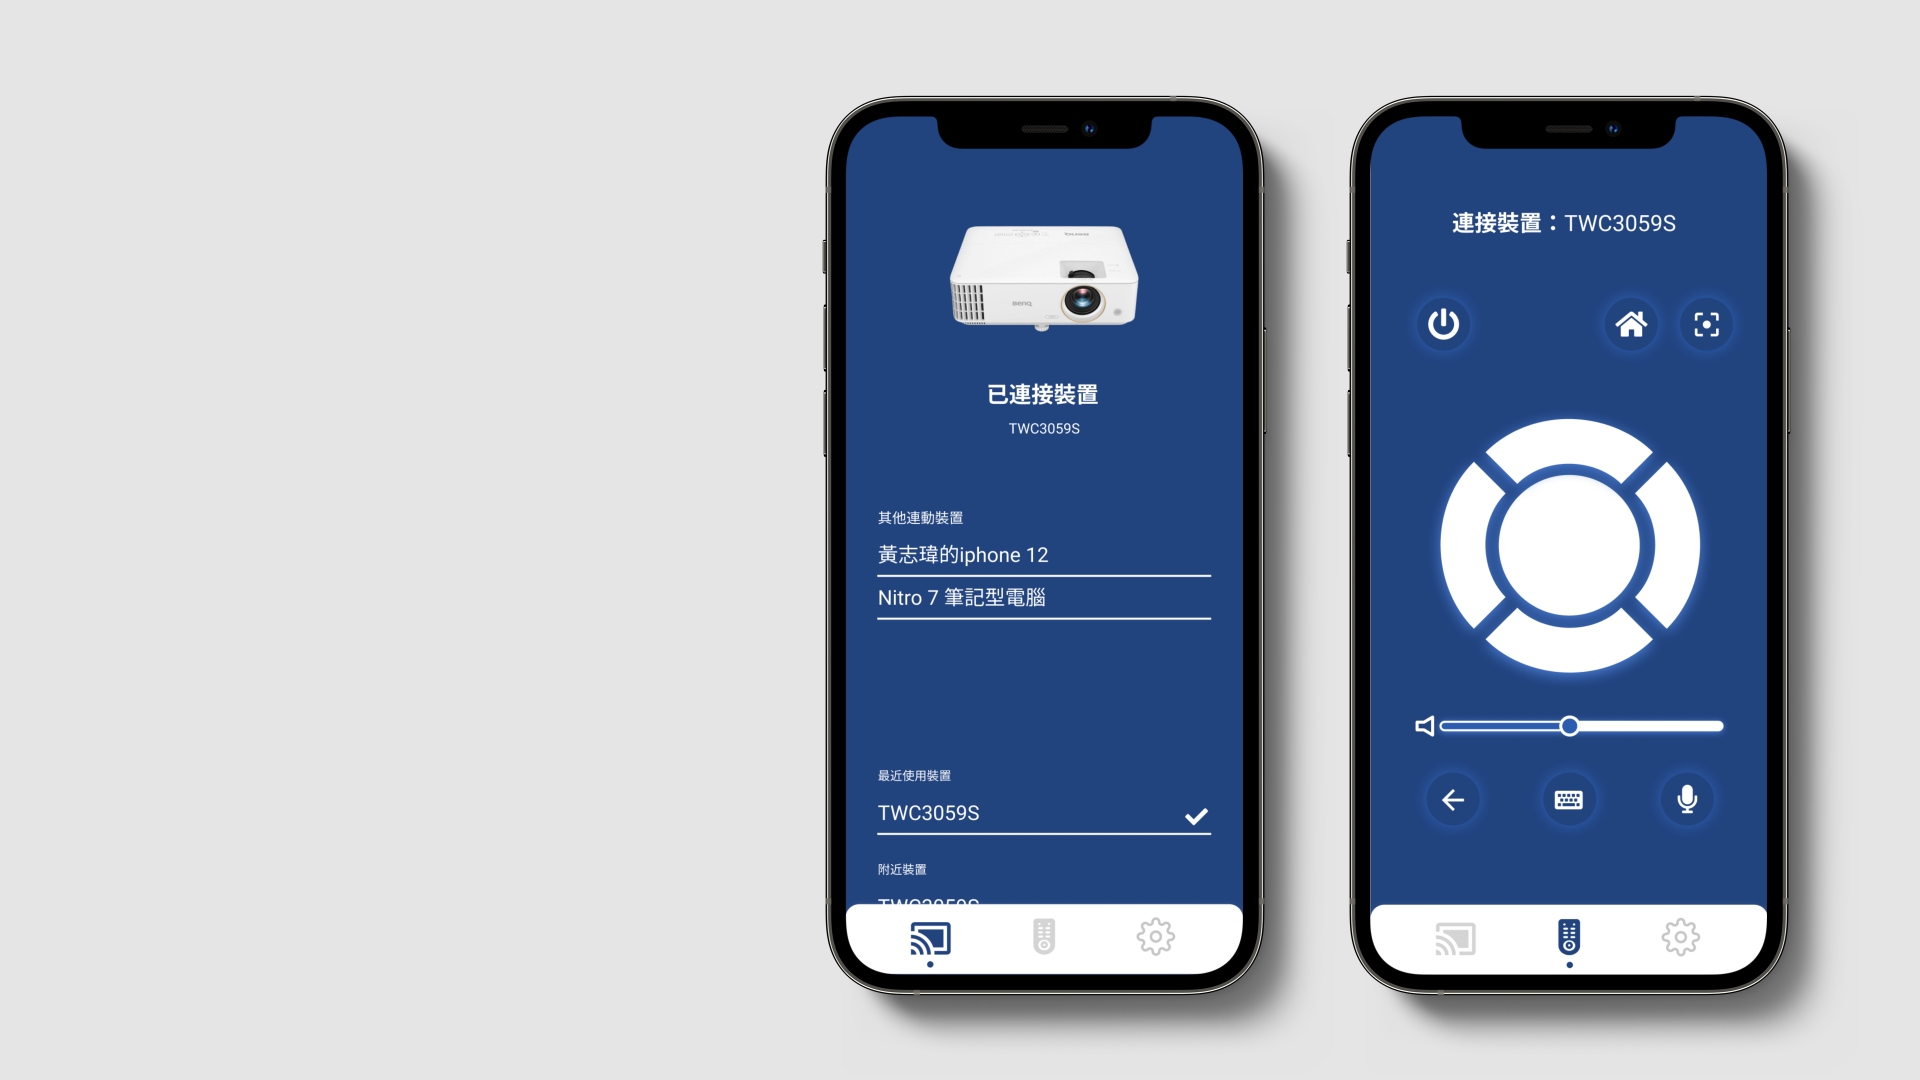 BenQ
已連接裝置
TWC3059S
其他連動裝置
黃志瑋的iphone 12
Nitro 7 筆記型電腦
最近使用裝置
TWC3059S
附近裝置
TWC3059S
連接裝置：TWC3059S